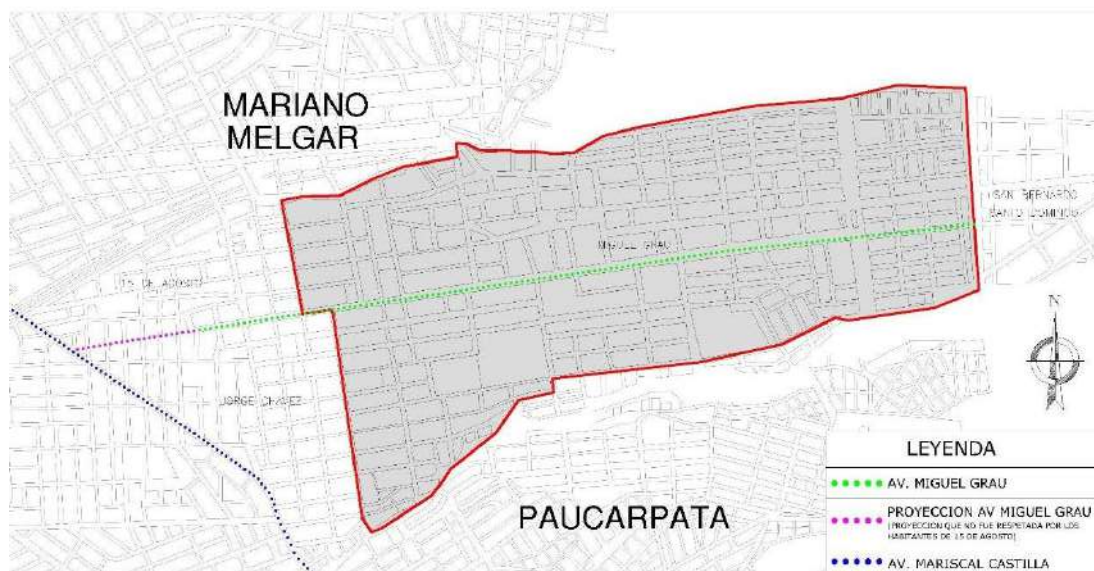 MARIANO
MELGAR
SAN BERNARDO
SANTO DOMINGO
MIGUEL GRAU
15 DE AGOSTO
N
JORGE CHAVEZ
PAUCARPATA
LEYENDA
AV. MIGUEL GRAU
PROYECCION AV MIGUEL GRAU
(PROYECCION QUE NO FUE RESPETADA POR LOS
HABITANTES DE 15 DE AGOSTO)
AV. MARISCAL CASTILLA